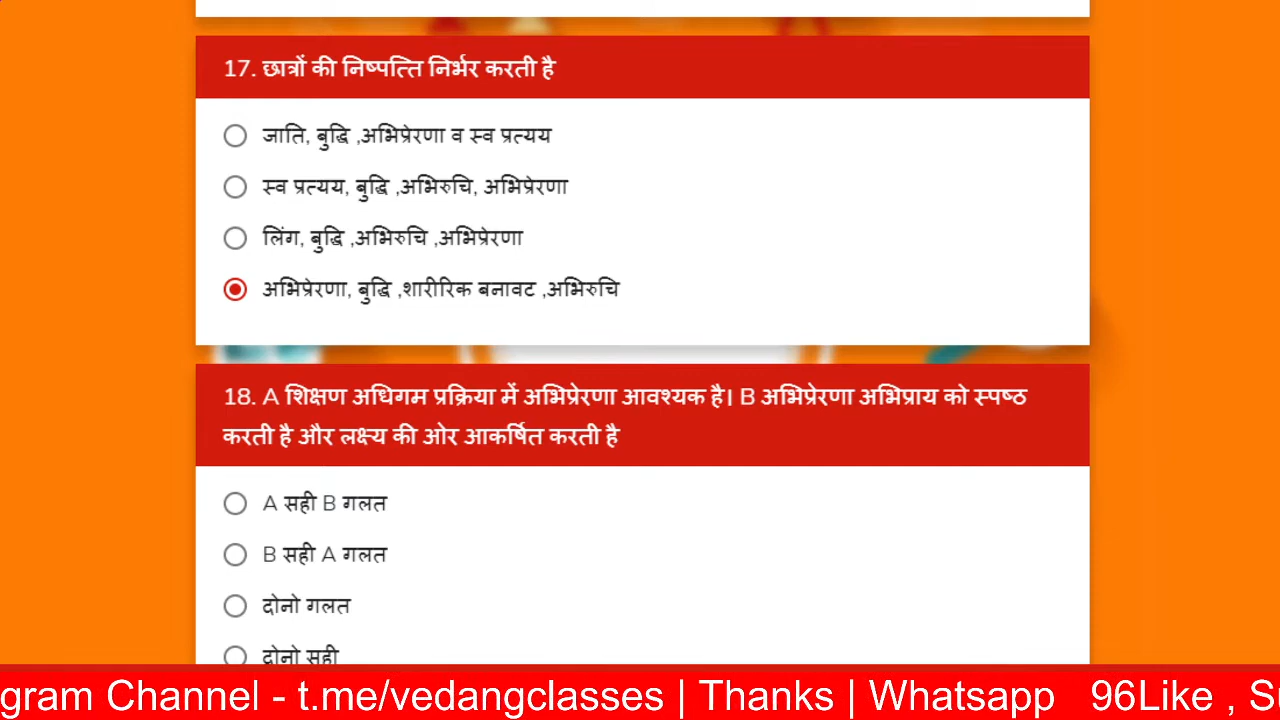 17. छात्रों की निष्पत्ति निर्भर करती है
जाति, बुद्धि ,अभिप्रेरणा व स्व प्रत्यय
स्व प्रत्यय, बुद्धि ,अभिरुचि, अभिप्रेरणा
लिंग, बुद्धि ,अभिरुचि ,अभिप्रेरणा
अभिप्रेरणा, बुद्धि ,शारीरिक बनावट ,अभिरुचि
18. A शिक्षण अधिगम प्रक्रिया में अभिप्रेरणा आवश्यक है। B अभिप्रेरणा अभिप्राय को स्पष्ठ
करती है और लक्ष्य की ओर आकर्षित करती है
A सही B गलत
B सही A गलत
दोनो गलत
दोनो सही
gram Channel - t.me/vedangclasses | Thanks | Whatsapp 96Like , S